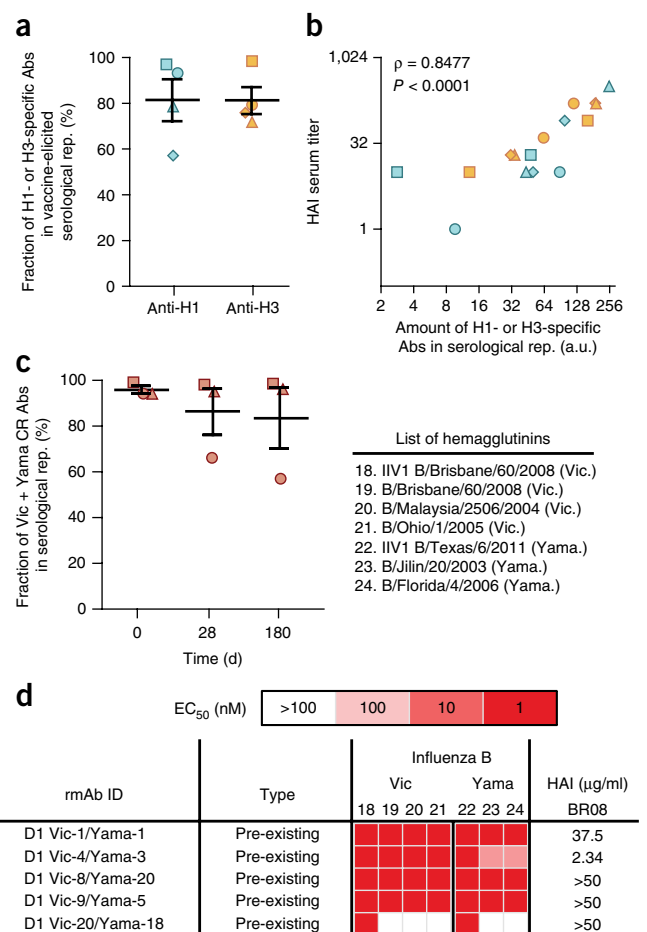 a
Fraction of H1- or H3-specific Abs
in vaccine-elicited
serological rep. (%)
100
80
60
40
20
0
Anti-H1 Anti-H3
b
ρ = 0.8477
P < 0.0001
HAI serum titer
1,024
32
1
2 4 8 16 32 64 128 256
Amount of H1- or H3-specific
Abs in serological rep. (a.u.)
c
Fraction of Vic + Yama CR Abs
in serological rep. (%)
100
80
60
40
20
0
0 28 180
Time (d)
List of hemagglutinins
18. IIV1 B/Brisbane/60/2008 (Vic.)
19. B/Brisbane/60/2008 (Vic.)
20. B/Malaysia/2506/2004 (Vic.)
21. B/Ohio/1/2005 (Vic.)
22. IIV1 B/Texas/6/2011 (Yama.)
23. B/Jilin/20/2003 (Yama.)
24. B/Florida/4/2006 (Yama.)
d
EC50 (nM) >100 100 10 1
Influenza B
Vic Yama
rmAb ID Type 18 19 20 21 22 23 24 HAI (μg/ml)
BR08
D1 Vic-1/Yama-1 Pre-existing 37.5
D1 Vic-4/Yama-3 Pre-existing 2.34
D1 Vic-8/Yama-20 Pre-existing >50
D1 Vic-9/Yama-5 Pre-existing >50
D1 Vic-20/Yama-18 Pre-existing >50